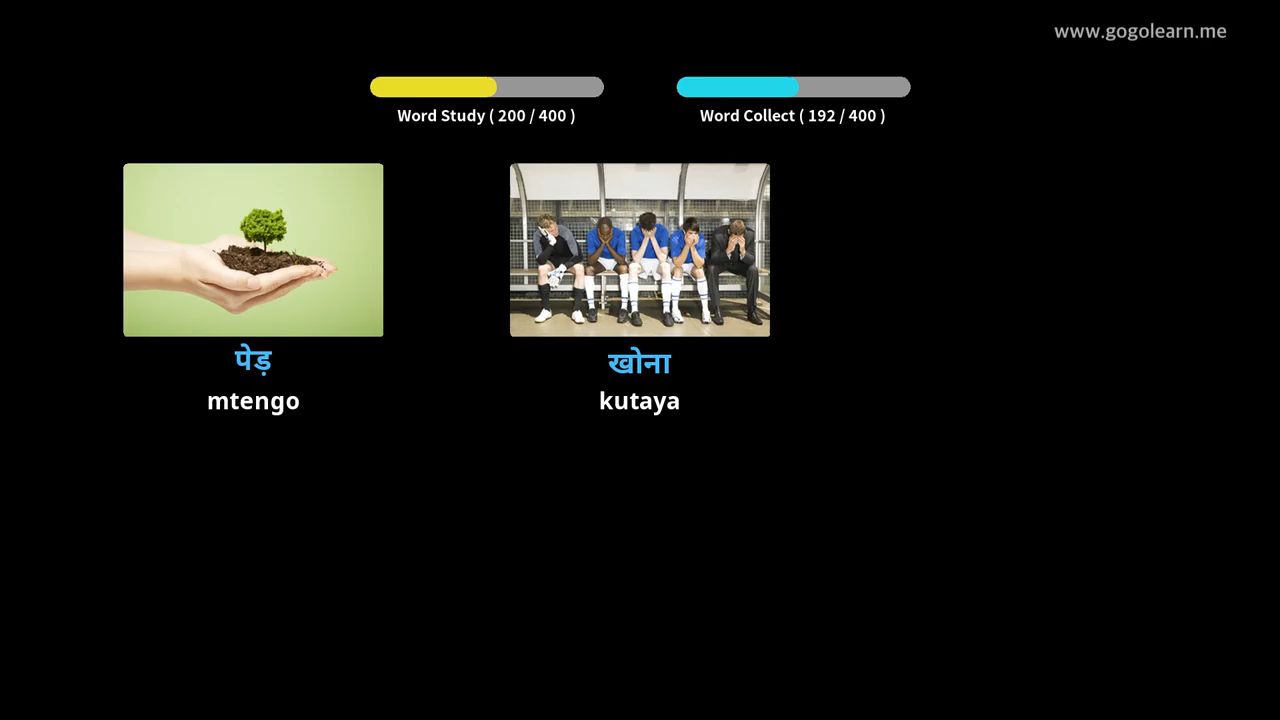 www.gogolearn.me
Word Study ( 200 / 400 )
Word Collect ( 192 / 400 )
पेड़
mtengo
खोना
kutaya